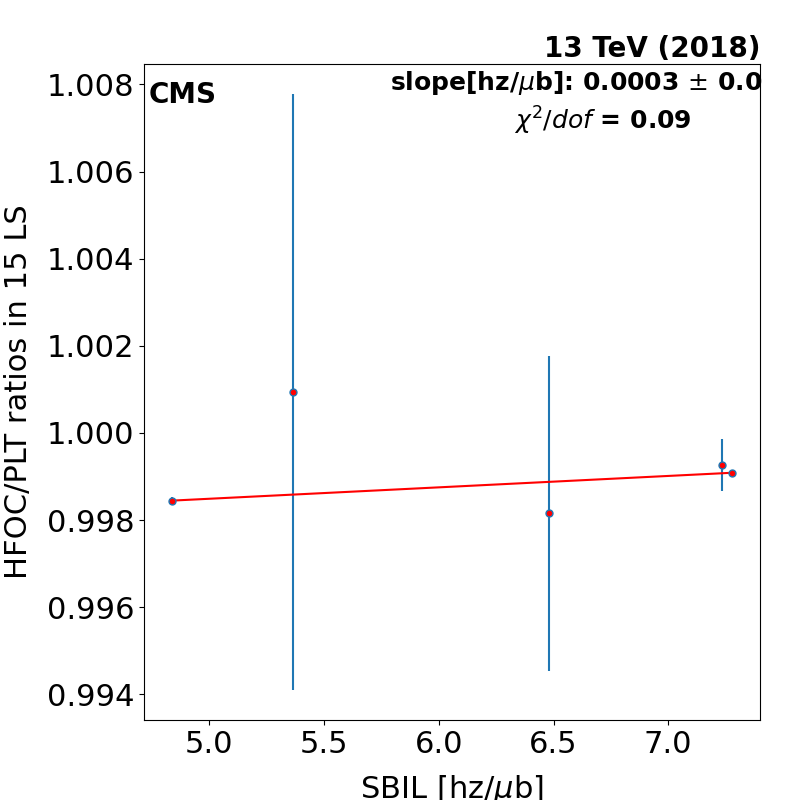 13 TeV (2018)
CMS
slope[hz/μb]: 0.0003 ± 0.0
χ²/dof = 0.09
HFOC/PLT ratios in 15 LS
1.008
1.006
1.004
1.002
1.000
0.998
0.996
0.994
5.0 5.5 6.0 6.5 7.0
SBIL [hz/μb]